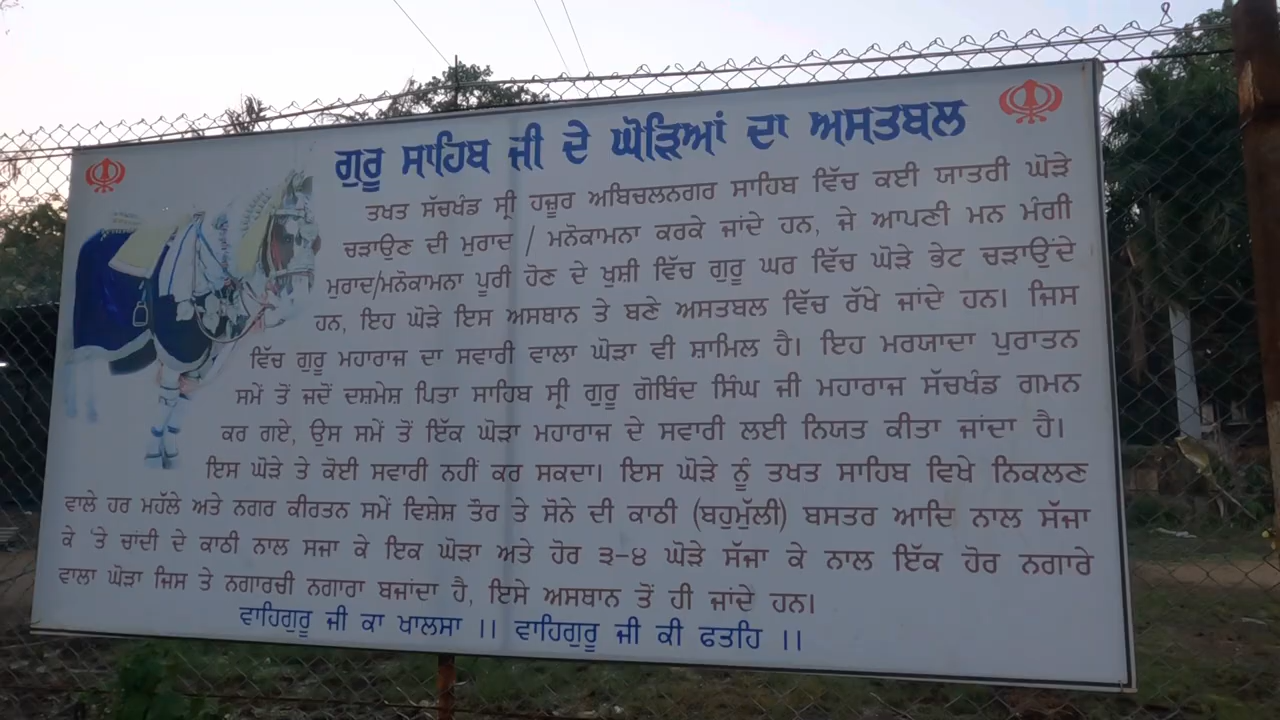 ਗੁਰੂ ਸਾਹਿਬ ਜੀ ਦੇ ਘੋੜਿਆਂ ਦਾ ਅਸਤਬਲ
ਤਖਤ ਸੱਚਖੰਡ ਸ੍ਰੀ ਹਜ਼ੂਰ ਅਬਿਚਲਨਗਰ ਸਾਹਿਬ ਵਿੱਚ ਕਈ ਯਾਤਰੀ ਘੋੜੇ
ਚੜਾਉਣ ਦੀ ਮੁਰਾਦ / ਮਨੋਕਾਮਨਾ ਕਰਕੇ ਜਾਂਦੇ ਹਨ, ਜੇ ਆਪਣੀ ਮਨ ਮੰਗੀ
ਮੁਰਾਦ/ਮਨੋਕਾਮਨਾ ਪੂਰੀ ਹੋਣ ਦੇ ਖੁਸ਼ੀ ਵਿੱਚ ਗੁਰੂ ਘਰ ਵਿੱਚ ਘੋੜੇ ਭੇਟ ਚੜਾਉਂਦੇ
ਹਨ, ਇਹ ਘੋੜੇ ਇਸ ਅਸਥਾਨ ਤੇ ਬਣੇ ਅਸਤਬਲ ਵਿੱਚ ਰੱਖੇ ਜਾਂਦੇ ਹਨ। ਜਿਸ
ਵਿੱਚ ਗੁਰੂ ਮਹਾਰਾਜ ਦਾ ਸਵਾਰੀ ਵਾਲਾ ਘੋੜਾ ਵੀ ਸ਼ਾਮਿਲ ਹੈ। ਇਹ ਮਰਯਾਦਾ ਪੁਰਾਤਨ
ਸਮੇਂ ਤੋਂ ਜਦੋਂ ਦਸ਼ਮੇਸ਼ ਪਿਤਾ ਸਾਹਿਬ ਸ੍ਰੀ ਗੁਰੂ ਗੋਬਿੰਦ ਸਿੰਘ ਜੀ ਮਹਾਰਾਜ ਸੱਚਖੰਡ ਗਮਨ
ਕਰ ਗਏ, ਉਸ ਸਮੇਂ ਤੋਂ ਇੱਕ ਘੋੜਾ ਮਹਾਰਾਜ ਦੇ ਸਵਾਰੀ ਲਈ ਨਿਯਤ ਕੀਤਾ ਜਾਂਦਾ ਹੈ।
ਇਸ ਘੋੜੇ ਤੇ ਕੋਈ ਸਵਾਰੀ ਨਹੀਂ ਕਰ ਸਕਦਾ। ਇਸ ਘੋੜੇ ਨੂੰ ਤਖਤ ਸਾਹਿਬ ਵਿਖੇ ਨਿਕਲਣ
ਵਾਲੇ ਹਰ ਮਹੱਲੇ ਅਤੇ ਨਗਰ ਕੀਰਤਨ ਸਮੇਂ ਵਿਸ਼ੇਸ਼ ਤੌਰ ਤੇ ਸੋਨੇ ਦੀ ਕਾਠੀ (ਬਹੁਮੁੱਲੀ) ਬਸਤਰ ਆਦਿ ਨਾਲ ਸੱਜਾ
ਕੇ 'ਤੇ ਚਾਂਦੀ ਦੇ ਕਾਠੀ ਨਾਲ ਸਜਾ ਕੇ ਇਕ ਘੋੜਾ ਅਤੇ ਹੋਰ ੩-੪ ਘੋੜੇ ਸੱਜਾ ਕੇ ਨਾਲ ਇੱਕ ਹੋਰ ਨਗਾਰੇ
ਵਾਲਾ ਘੋੜਾ ਜਿਸ ਤੇ ਨਗਾਰਚੀ ਨਗਾਰਾ ਬਜਾਂਦਾ ਹੈ, ਇਸੇ ਅਸਥਾਨ ਤੋਂ ਹੀ ਜਾਂਦੇ ਹਨ।
ਵਾਹਿਗੁਰੂ ਜੀ ਕਾ ਖਾਲਸਾ ।। ਵਾਹਿਗੁਰੂ ਜੀ ਕੀ ਫਤਹਿ ।।